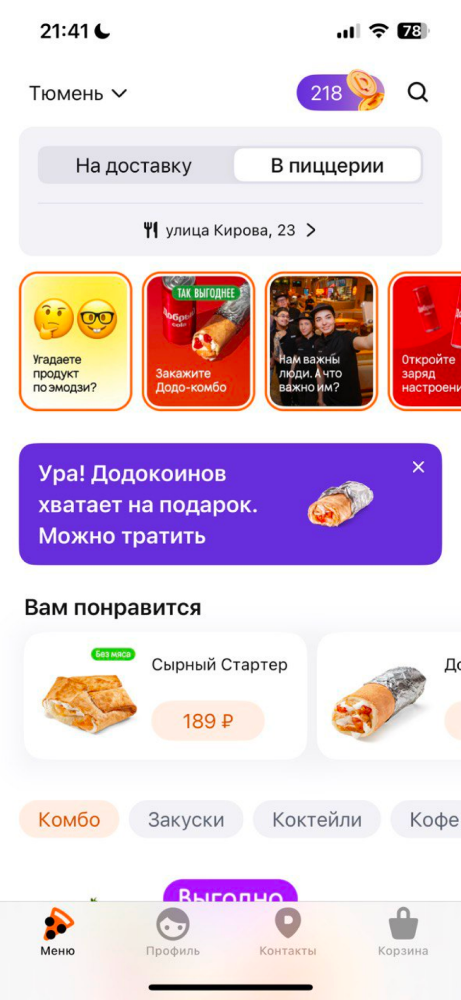 21:41
78
Тюмень
218
На доставку
В пиццерии
улица Кирова, 23
Угадаете
продукт
по эмодзи?
ТАК ВЫГОДНЕЕ
Добрый
cola
Закажите
Додо-комбо
Нам важны
люди. А что
важно им?
Откройте
заряд
настроени
Ура! Додокоинов
хватает на подарок.
Можно тратить
Вам понравится
Без мяса
Сырный Стартер
189 ₽
До
Комбо
Закуски
Коктейли
Кофе
Выгодно
Меню
Профиль
Контакты
Корзина